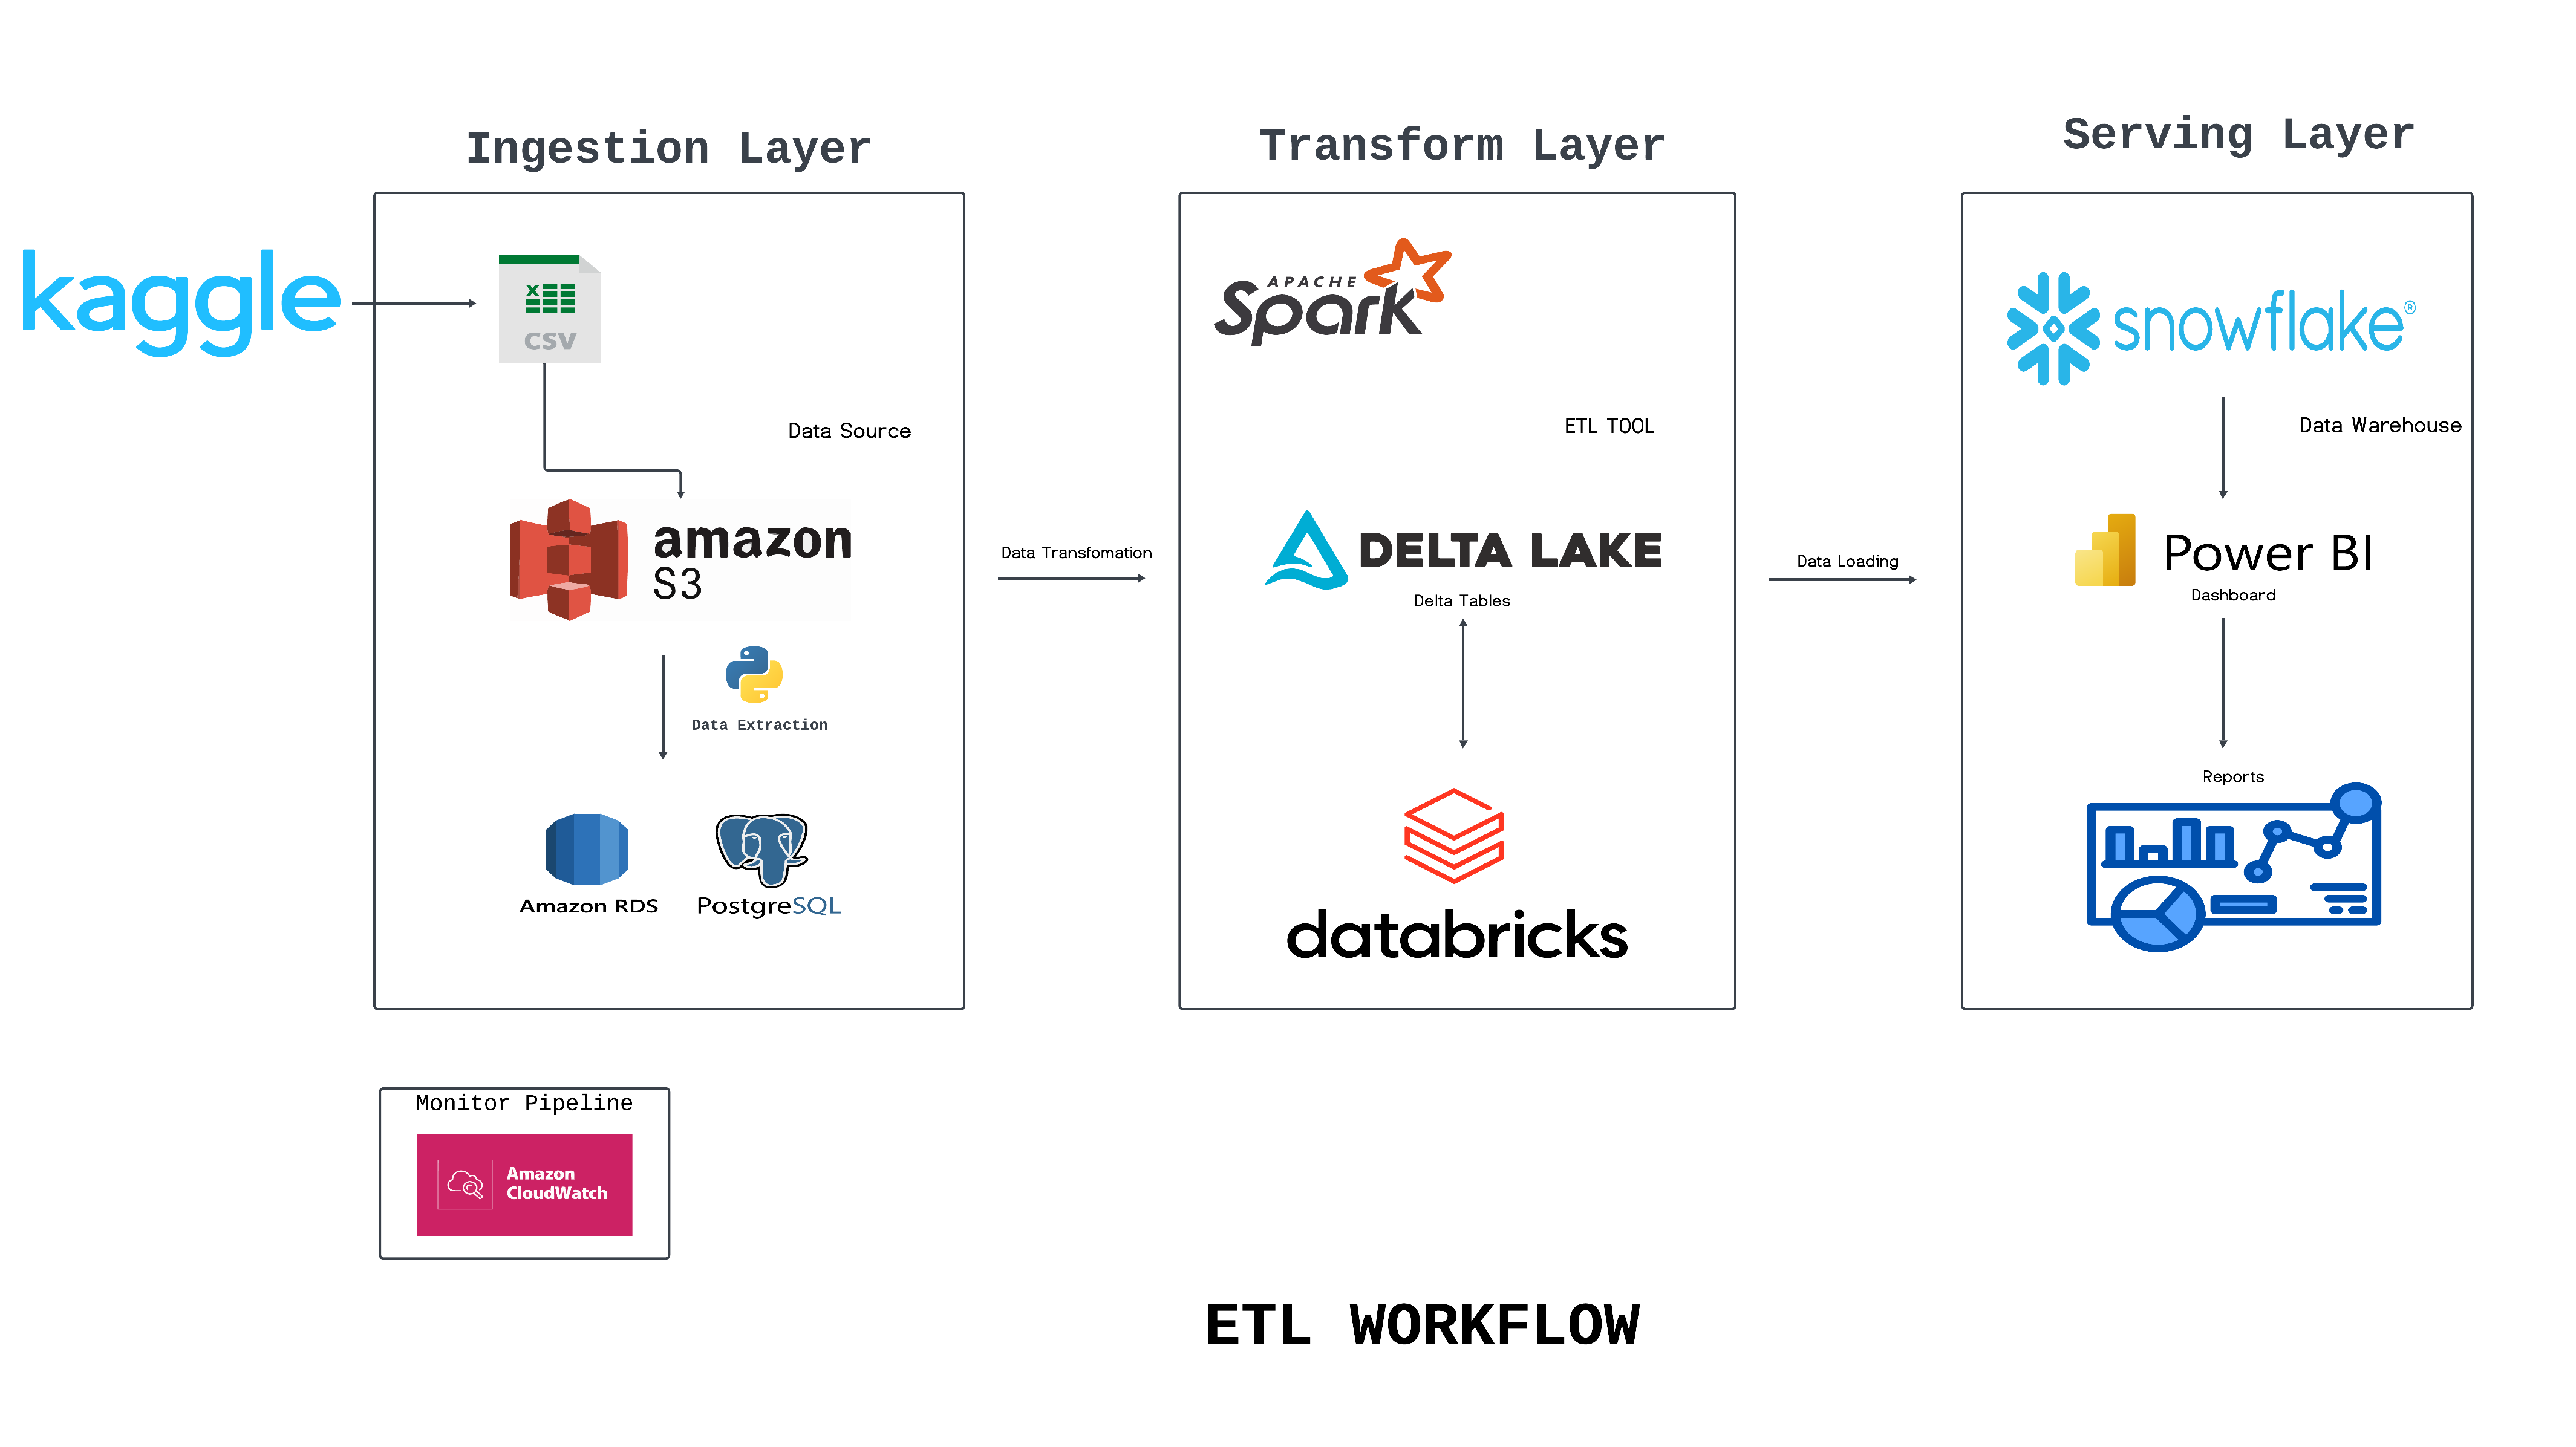 Ingestion Layer
Transform Layer
Serving Layer
kaggle
X
CSV
Data Source
amazon
S3
Data Extraction
Amazon RDS
PostgreSQL
Data Transfomation
APACHE
Spark
ETL TOOL
DELTA LAKE
Delta Tables
databricks
Data Loading
snowflake®
Data Warehouse
Power BI
Dashboard
Reports
Monitor Pipeline
Amazon
CloudWatch
ETL WORKFLOW